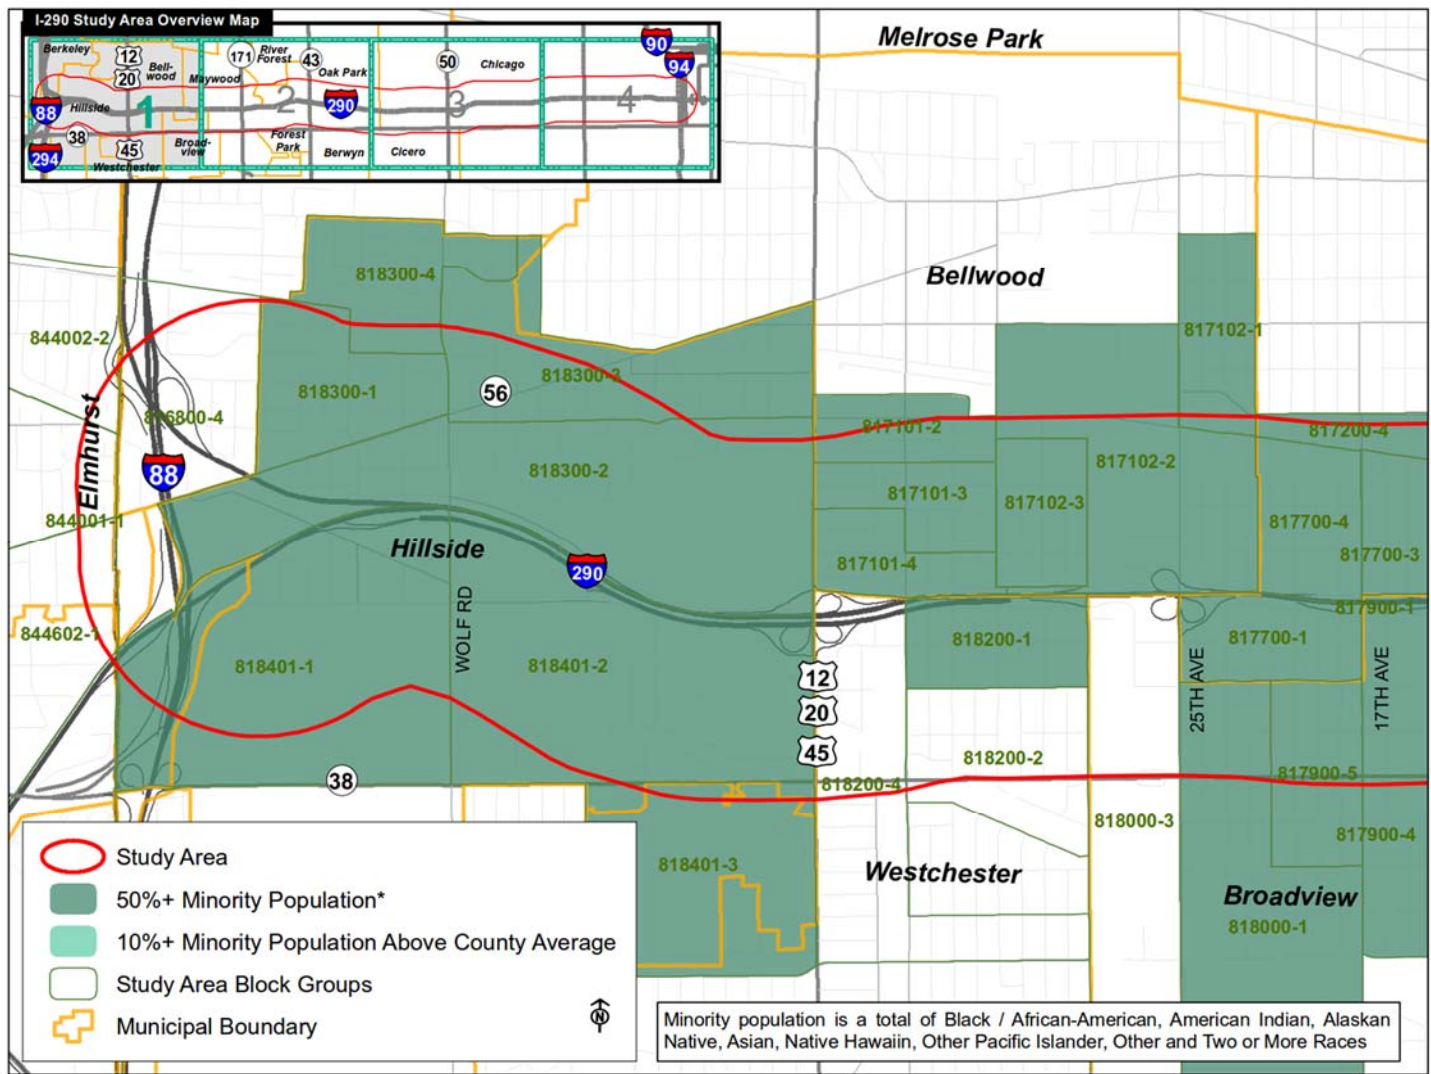 I-290 Study Area Overview Map
Berkeley
12
20
Bell-
wood
Maywood
171
River
Forest
43
Oak Park
50
Chicago
90
94
88
Hillside
1
2
290
3
4
38
294
45
Westchester
Broad-
view
Forest
Park
Berwyn
Cicero
Melrose Park
818300-4
Bellwood
844002-2
817102-1
818300-3
818300-1
56
Elmhurst
816800-4
817101-2
817200-4
88
818300-2
817102-2
817101-3
817102-3
844001-1
817700-4
Hillside
290
817101-4
817700-3
WOLF RD
817900-1
844602-1
818200-1
817700-1
818401-1
818401-2
12
20
45
25TH AVE
17TH AVE
818200-2
817900-5
38
818200-4
818000-3
817900-4
818401-3
Westchester
Broadview
818000-1
Study Area
50%+ Minority Population*
10%+ Minority Population Above County Average
Study Area Block Groups
Municipal Boundary
N
Minority population is a total of Black / African-American, American Indian, Alaskan
Native, Asian, Native Hawaiin, Other Pacific Islander, Other and Two or More Races